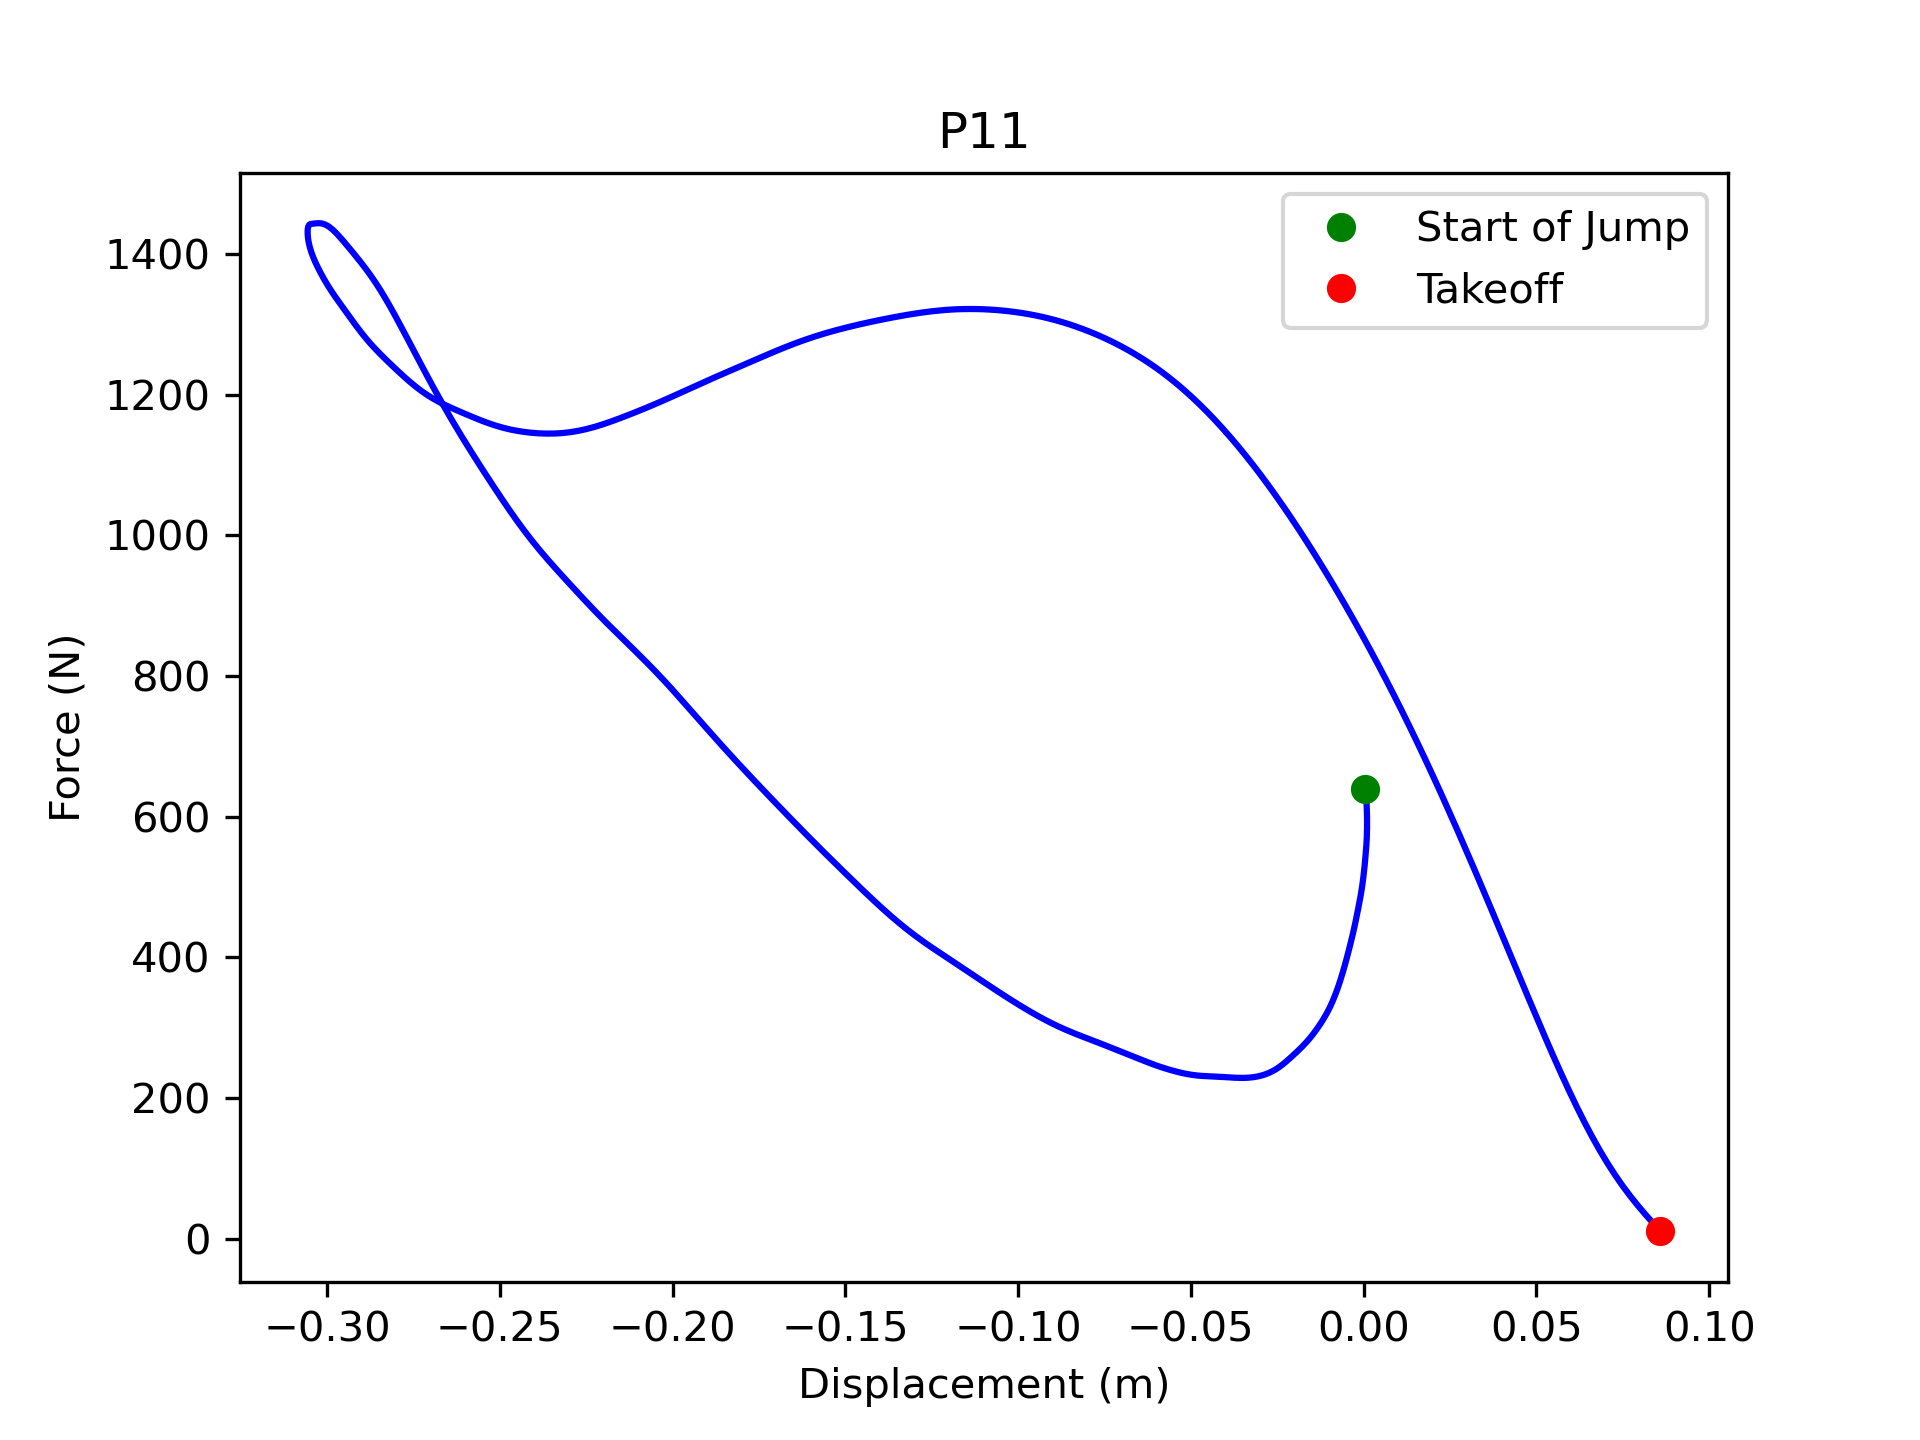 P11
Start of Jump
Takeoff
1400
1200
1000
800
600
400
200
0
Force (N)
−0.30 −0.25 −0.20 −0.15 −0.10 −0.05 0.00 0.05 0.10
Displacement (m)